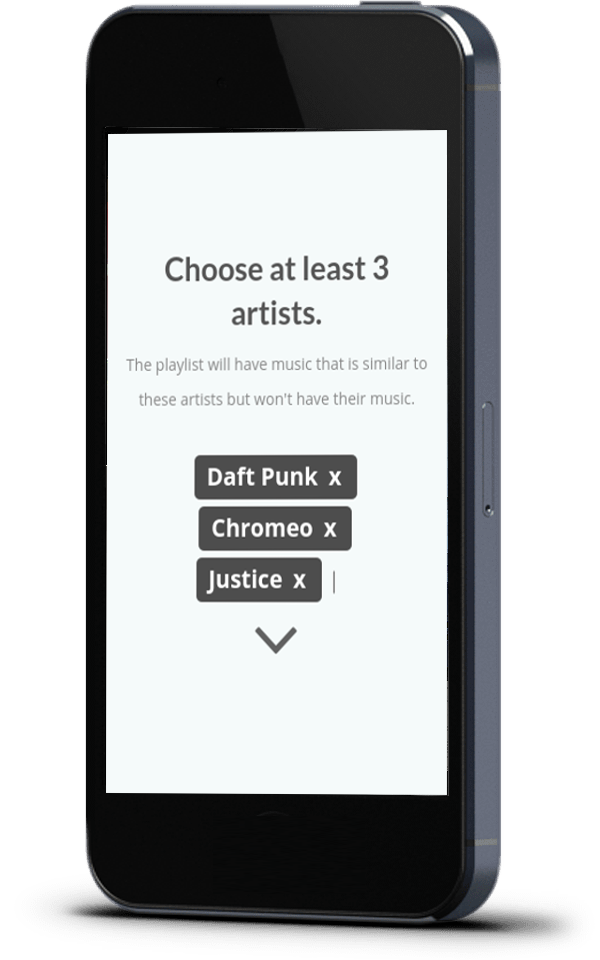 Choose at least 3
artists.
The playlist will have music that is similar to
these artists but won't have their music.
Daft Punk x
Chromeo x
Justice x